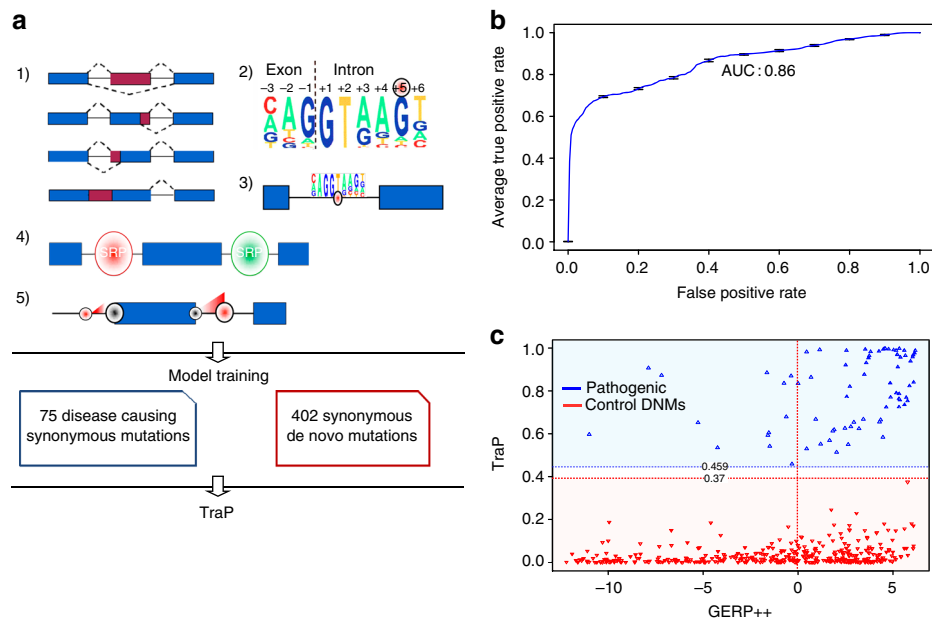 a
1)
2)
Exon
Intron
−3 −2 −1 +1 +2 +3 +4 +5 +6
C A G G T A A G T
3)
4)
SRP
SRP
5)
Model training
75 disease causing
synonymous mutations
402 synonymous
de novo mutations
TraP
b
Average true positive rate
1.0
0.8
0.6
0.4
0.2
0.0
AUC : 0.86
0.0 0.2 0.4 0.6 0.8 1.0
False positive rate
c
TraP
1.0
0.8
0.6
0.4
0.2
0.0
Pathogenic
Control DNMs
0.459
0.37
−10 −5 0 5
GERP++